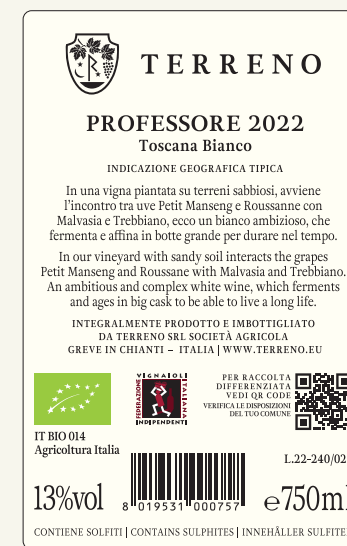 TERRENO
PROFESSORE 2022
Toscana Bianco
INDICAZIONE GEOGRAFICA TIPICA
In una vigna piantata su terreni sabbiosi, avviene
l'incontro tra uve Petit Manseng e Roussanne con
Malvasia e Trebbiano, ecco un bianco ambizioso, che
fermenta e affina in botte grande per durare nel tempo.
In our vineyard with sandy soil interacts the grapes
Petit Manseng and Roussane with Malvasia and Trebbiano.
An ambitious and complex white wine, which ferments
and ages in big cask to be able to live a long life.
INTEGRALMENTE PRODOTTO E IMBOTTIGLIATO
DA TERRENO SRL SOCIETÀ AGRICOLA
GREVE IN CHIANTI – ITALIA | WWW.TERRENO.EU
VIGNAIOLI
FEDERAZIONE
ITALIANA
INDIPENDENTI
PER RACCOLTA
DIFFERENZIATA
VEDI QR CODE
VERIFICA LE DISPOSIZIONI
DEL TUO COMUNE
IT BIO 014
Agricoltura Italia
L.22-240/02
13%vol
8 019531 000757
e750ml
CONTIENE SOLFITI | CONTAINS SULPHITES | INNEHÅLLER SULFITE